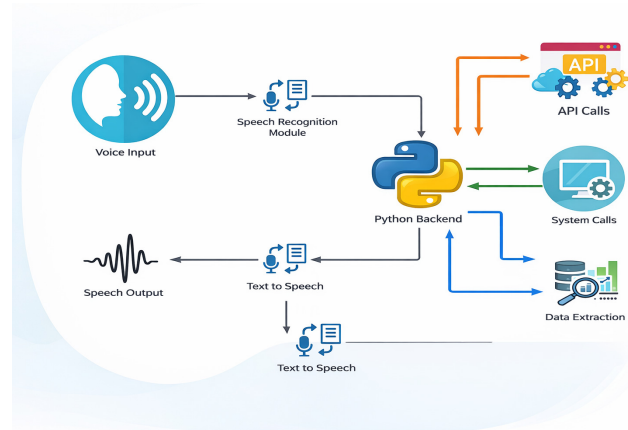 API
API Calls
Voice Input
Speech Recognition
Module
Python Backend
System Calls
Speech Output
Text to Speech
Data Extraction
Text to Speech